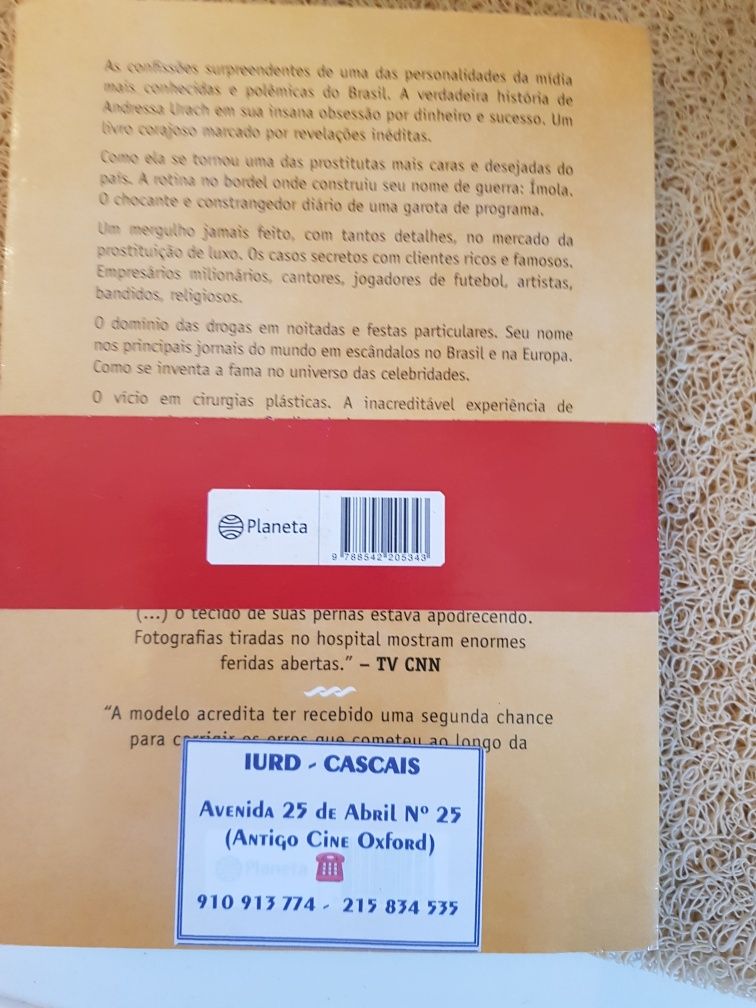 As confissões surpreendentes de uma das personalidades da mídia
mais conhecidas e polêmicas do Brasil. A verdadeira história de
Andressa Urach em sua insana obsessão por dinheiro e sucesso. Um
livro corajoso marcado por revelações inéditas.
Como ela se tornou uma das prostitutas mais caras e desejadas do
país. A rotina no bordel onde construiu seu nome de guerra: Ímola.
O chocante e constrangedor diário de uma garota de programa.
Um mergulho jamais feito, com tantos detalhes, no mercado da
prostituição de luxo. Os casos secretos com clientes ricos e famosos.
Empresários milionários, cantores, jogadores de futebol, artistas,
bandidos, religiosos.
O domínio das drogas em noitadas e festas particulares. Seu nome
nos principais jornais do mundo em escândalos no Brasil e na Europa.
Como se inventa a fama no universo das celebridades.
O vício em cirurgias plásticas. A inacreditável experiência de
Planeta
9 788542 205343
(...) o tecido de suas pernas estava apodrecendo.
Fotografias tiradas no hospital mostram enormes
feridas abertas.” – TV CNN
“A modelo acredita ter recebido uma segunda chance
para corrigir os erros que cometeu ao longo da
IURD - CASCAIS
Avenida 25 de Abril Nº 25
(Antigo Cine Oxford)
Planeta
910 913 774 - 215 834 535